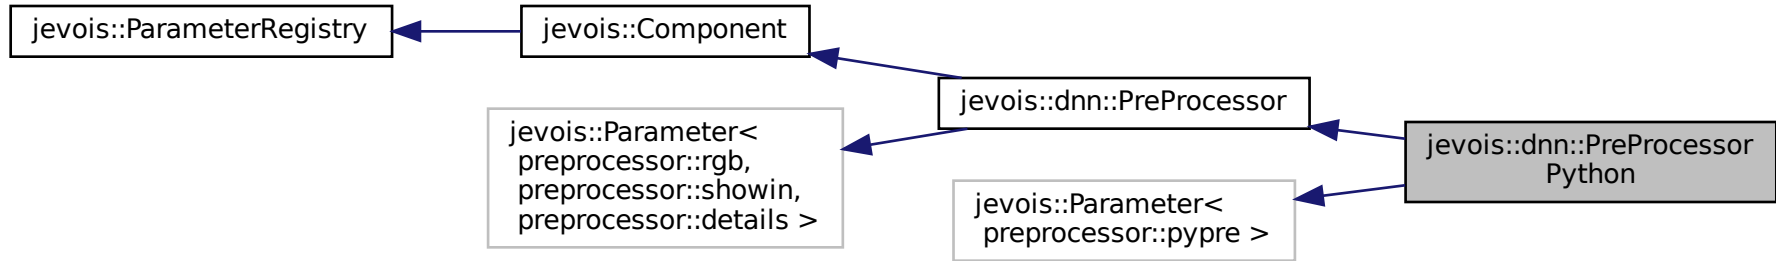 jevois::ParameterRegistry
jevois::Component
jevois::dnn::PreProcessor
jevois::Parameter<
preprocessor::rgb,
preprocessor::showin,
preprocessor::details >
jevois::Parameter<
preprocessor::pypre >
jevois::dnn::PreProcessor
Python